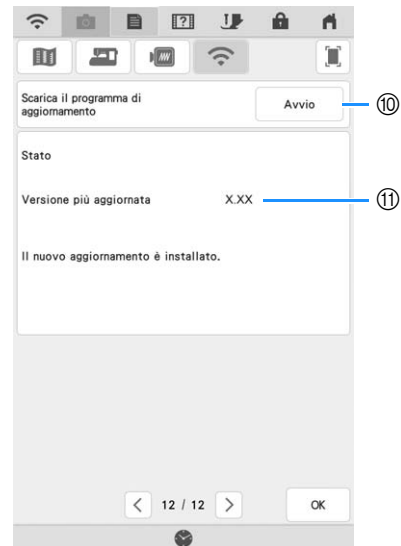 Scarica il programma di
aggiornamento
Avvio
⑩
Stato
Versione più aggiornata X.XX
⑪
Il nuovo aggiornamento è installato.
12 / 12
OK